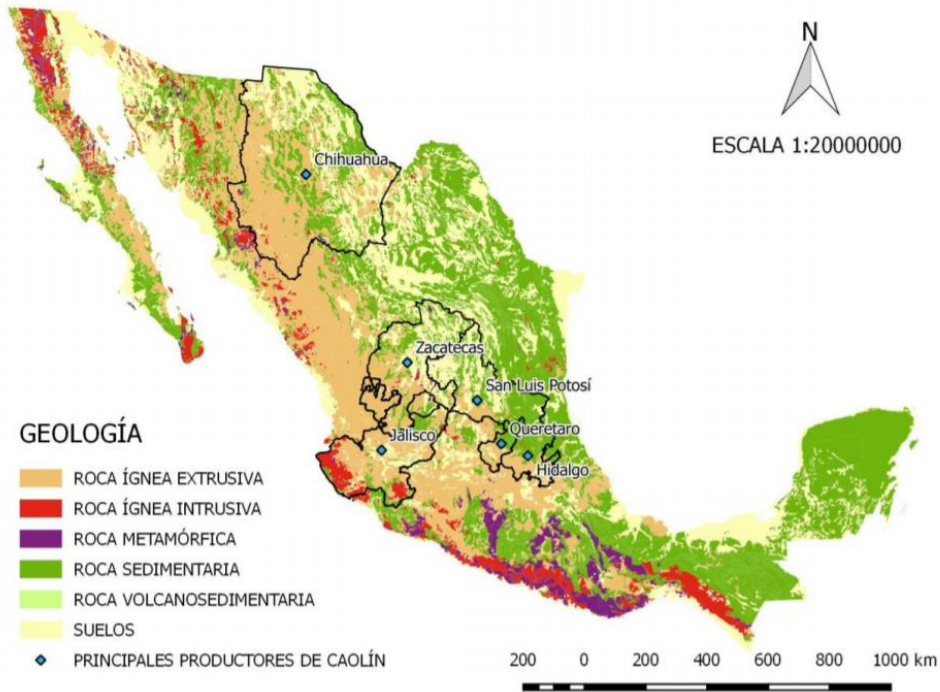 N
ESCALA 1:20000000
Chihuahua
Zacatecas
San Luis Potosí
Jalisco
Queretaro
Hidalgo
GEOLOGÍA
ROCA ÍGNEA EXTRUSIVA
ROCA ÍGNEA INTRUSIVA
ROCA METAMÓRFICA
ROCA SEDIMENTARIA
ROCA VOLCANOSEDIMENTARIA
SUELOS
PRINCIPALES PRODUCTORES DE CAOLÍN
200 0 200 400 600 800 1000 km